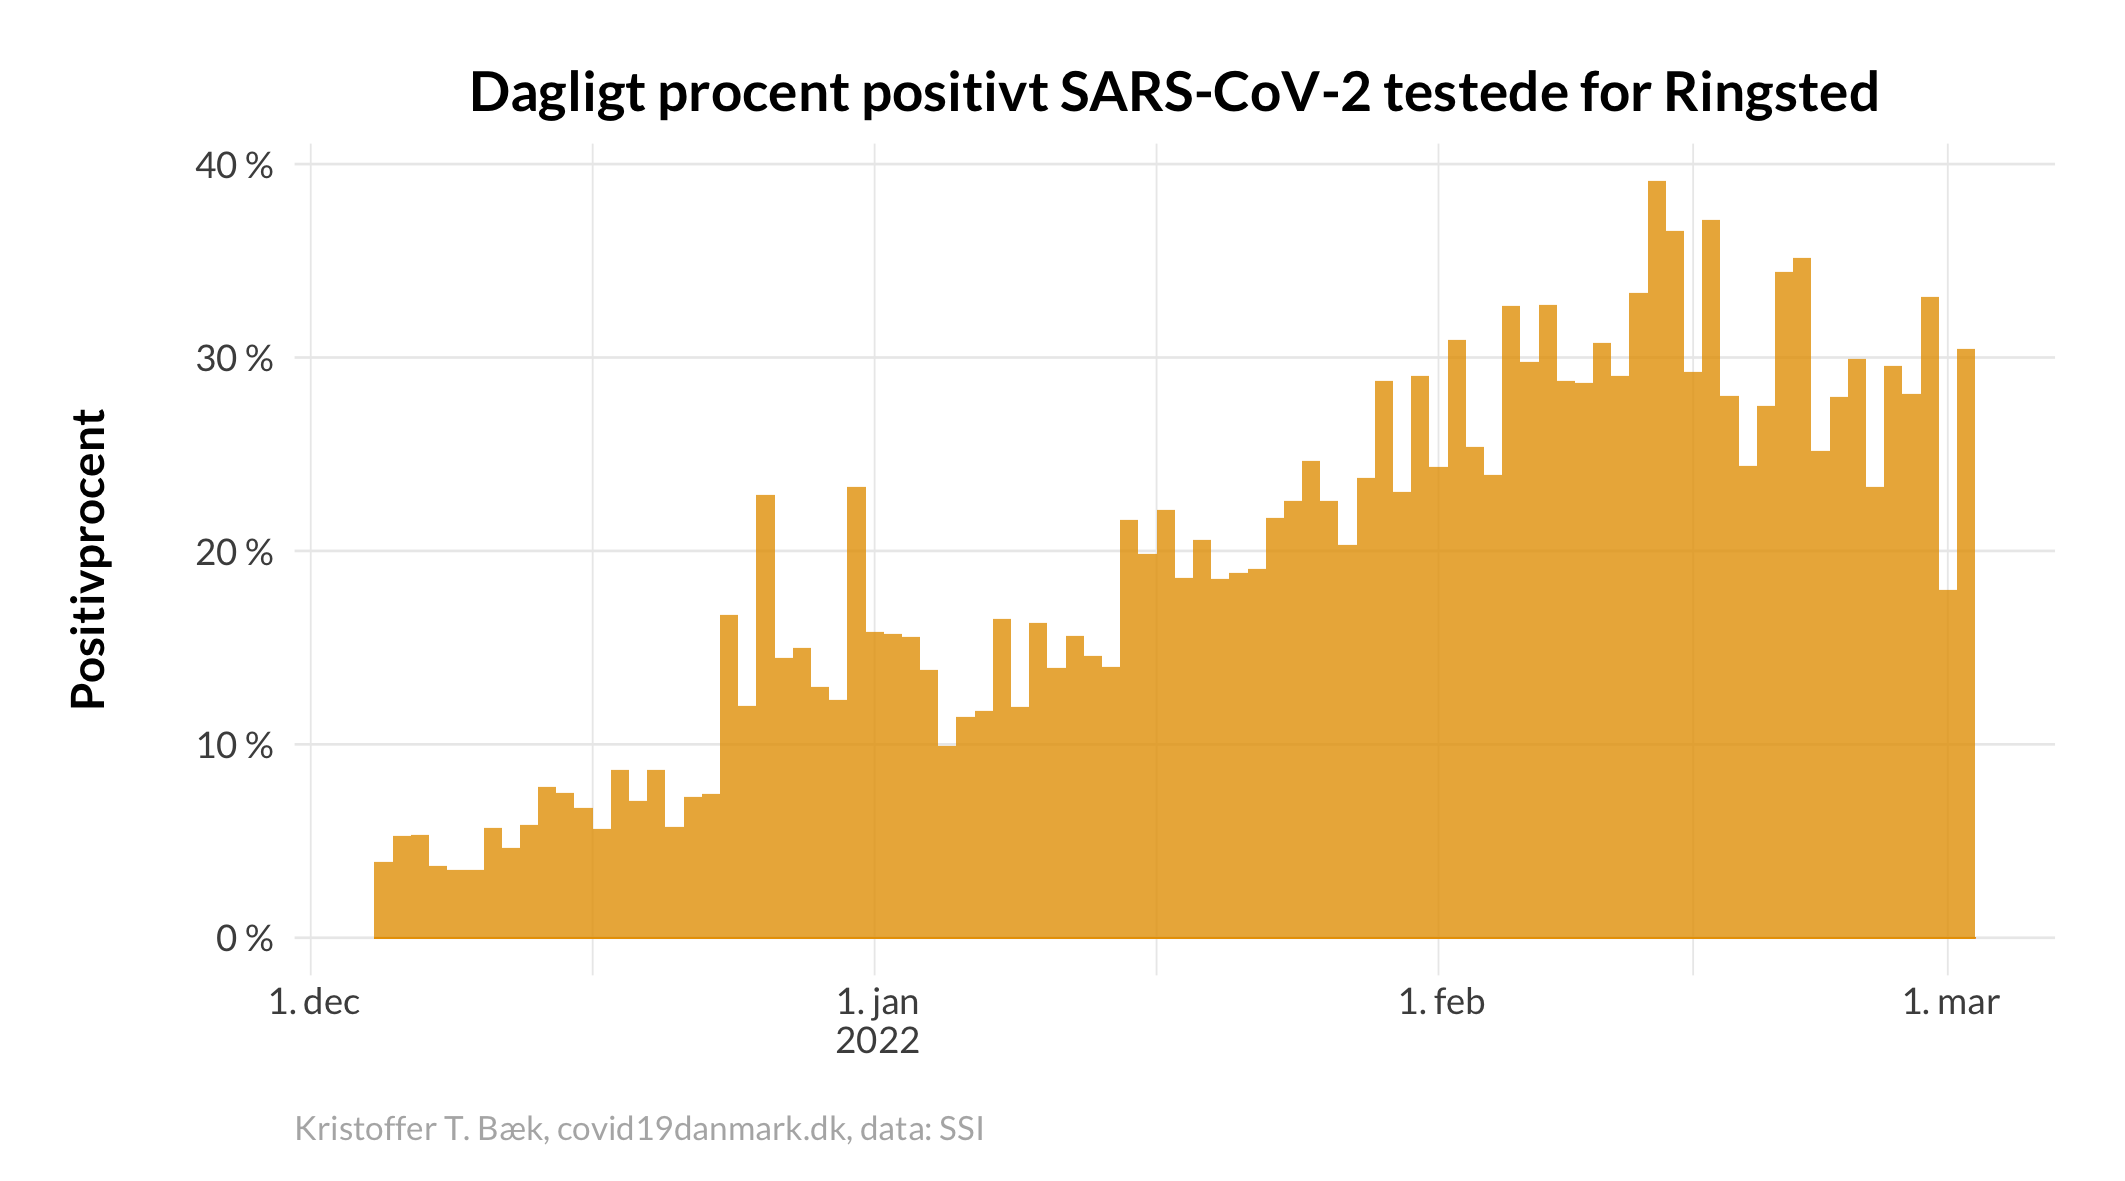 Dagligt procent positivt SARS-CoV-2 testede for Ringsted
Positivprocent
40 %
30 %
20 %
10 %
0 %
1. dec
1. jan
2022
1. feb
1. mar
Kristoffer T. Bæk, covid19danmark.dk, data: SSI